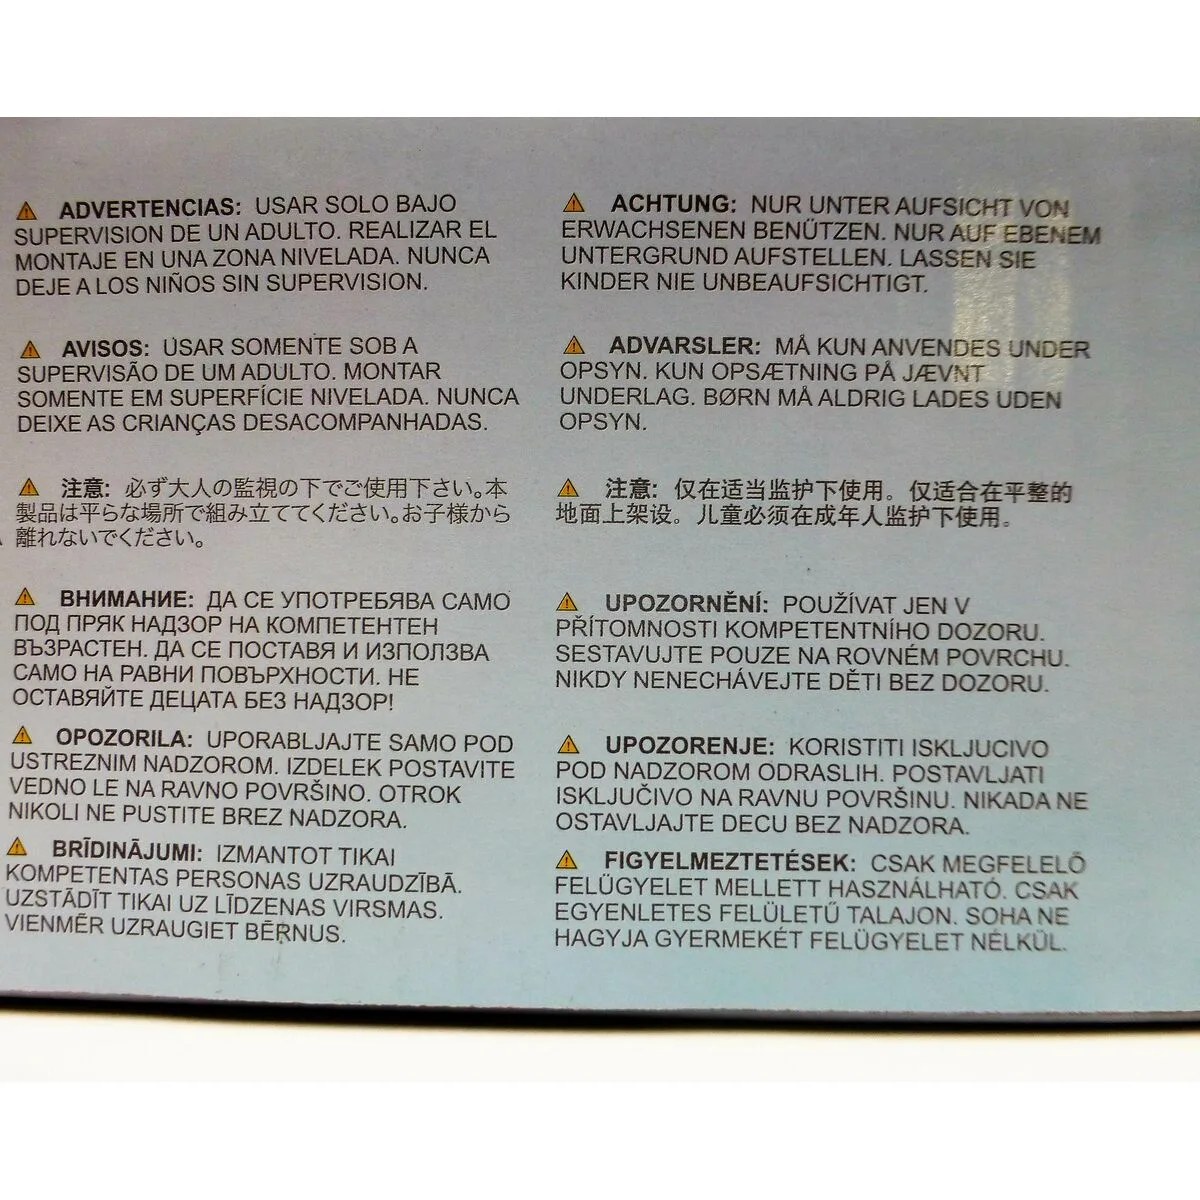 ⚠ ADVERTENCIAS: USAR SOLO BAJO
SUPERVISION DE UN ADULTO. REALIZAR EL
MONTAJE EN UNA ZONA NIVELADA. NUNCA
DEJE A LOS NIÑOS SIN SUPERVISION.
⚠ AVISOS: USAR SOMENTE SOB A
SUPERVISÃO DE UM ADULTO. MONTAR
SOMENTE EM SUPERFÍCIE NIVELADA. NUNCA
DEIXE AS CRIANÇAS DESACOMPANHADAS.
⚠ 注意: 必ず大人の監視の下でご使用下さい。本
製品は平らな場所で組み立ててください。お子様から
離れないでください。
⚠ ВНИМАНИЕ: ДА СЕ УПОТРЕБЯВА САМО
ПОД ПРЯК НАДЗОР НА КОМПЕТЕНТЕН
ВЪЗРАСТЕН. ДА СЕ ПОСТАВЯ И ИЗПОЛЗВА
САМО НА РАВНИ ПОВЪРХНОСТИ. НЕ
ОСТАВЯЙТЕ ДЕЦАТА БЕЗ НАДЗОР!
⚠ OPOZORILA: UPORABLJAJTE SAMO POD
USTREZNIM NADZOROM. IZDELEK POSTAVITE
VEDNO LE NA RAVNO POVRŠINO. OTROK
NIKOLI NE PUSTITE BREZ NADZORA.
⚠ BRĪDINĀJUMI: IZMANTOT TIKAI
KOMPETENTAS PERSONAS UZRAUDZĪBĀ.
UZSTĀDĪT TIKAI UZ LĪDZENAS VIRSMAS.
VIENMĒR UZRAUGIET BĒRNUS.
⚠ ACHTUNG: NUR UNTER AUFSICHT VON
ERWACHSENEN BENÜTZEN. NUR AUF EBENEM
UNTERGRUND AUFSTELLEN. LASSEN SIE
KINDER NIE UNBEAUFSICHTIGT.
⚠ ADVARSLER: MÅ KUN ANVENDES UNDER
OPSYN. KUN OPSÆTNING PÅ JÆVNT
UNDERLAG. BØRN MÅ ALDRIG LADES UDEN
OPSYN.
⚠ 注意: 仅在适当监护下使用。仅适合在平整的
地面上架设。儿童必须在成年人监护下使用。
⚠ UPOZORNĚNÍ: POUŽÍVAT JEN V
PŘÍTOMNOSTI KOMPETENTNÍHO DOZORU.
SESTAVUJTE POUZE NA ROVNÉM POVRCHU.
NIKDY NENECHÁVEJTE DĚTI BEZ DOZORU.
⚠ UPOZORENJE: KORISTITI ISKLJUCIVO
POD NADZOROM ODRASLIH. POSTAVLJATI
ISKLJUČIVO NA RAVNU POVRŠINU. NIKADA NE
OSTAVLJAJTE DECU BEZ NADZORA.
⚠ FIGYELMEZTETÉSEK: CSAK MEGFELELŐ
FELÜGYELET MELLETT HASZNÁLHATÓ. CSAK
EGYENLETES FELÜLETŰ TALAJON. SOHA NE
HAGYJA GYERMEKÉT FELÜGYELET NÉLKÜL.